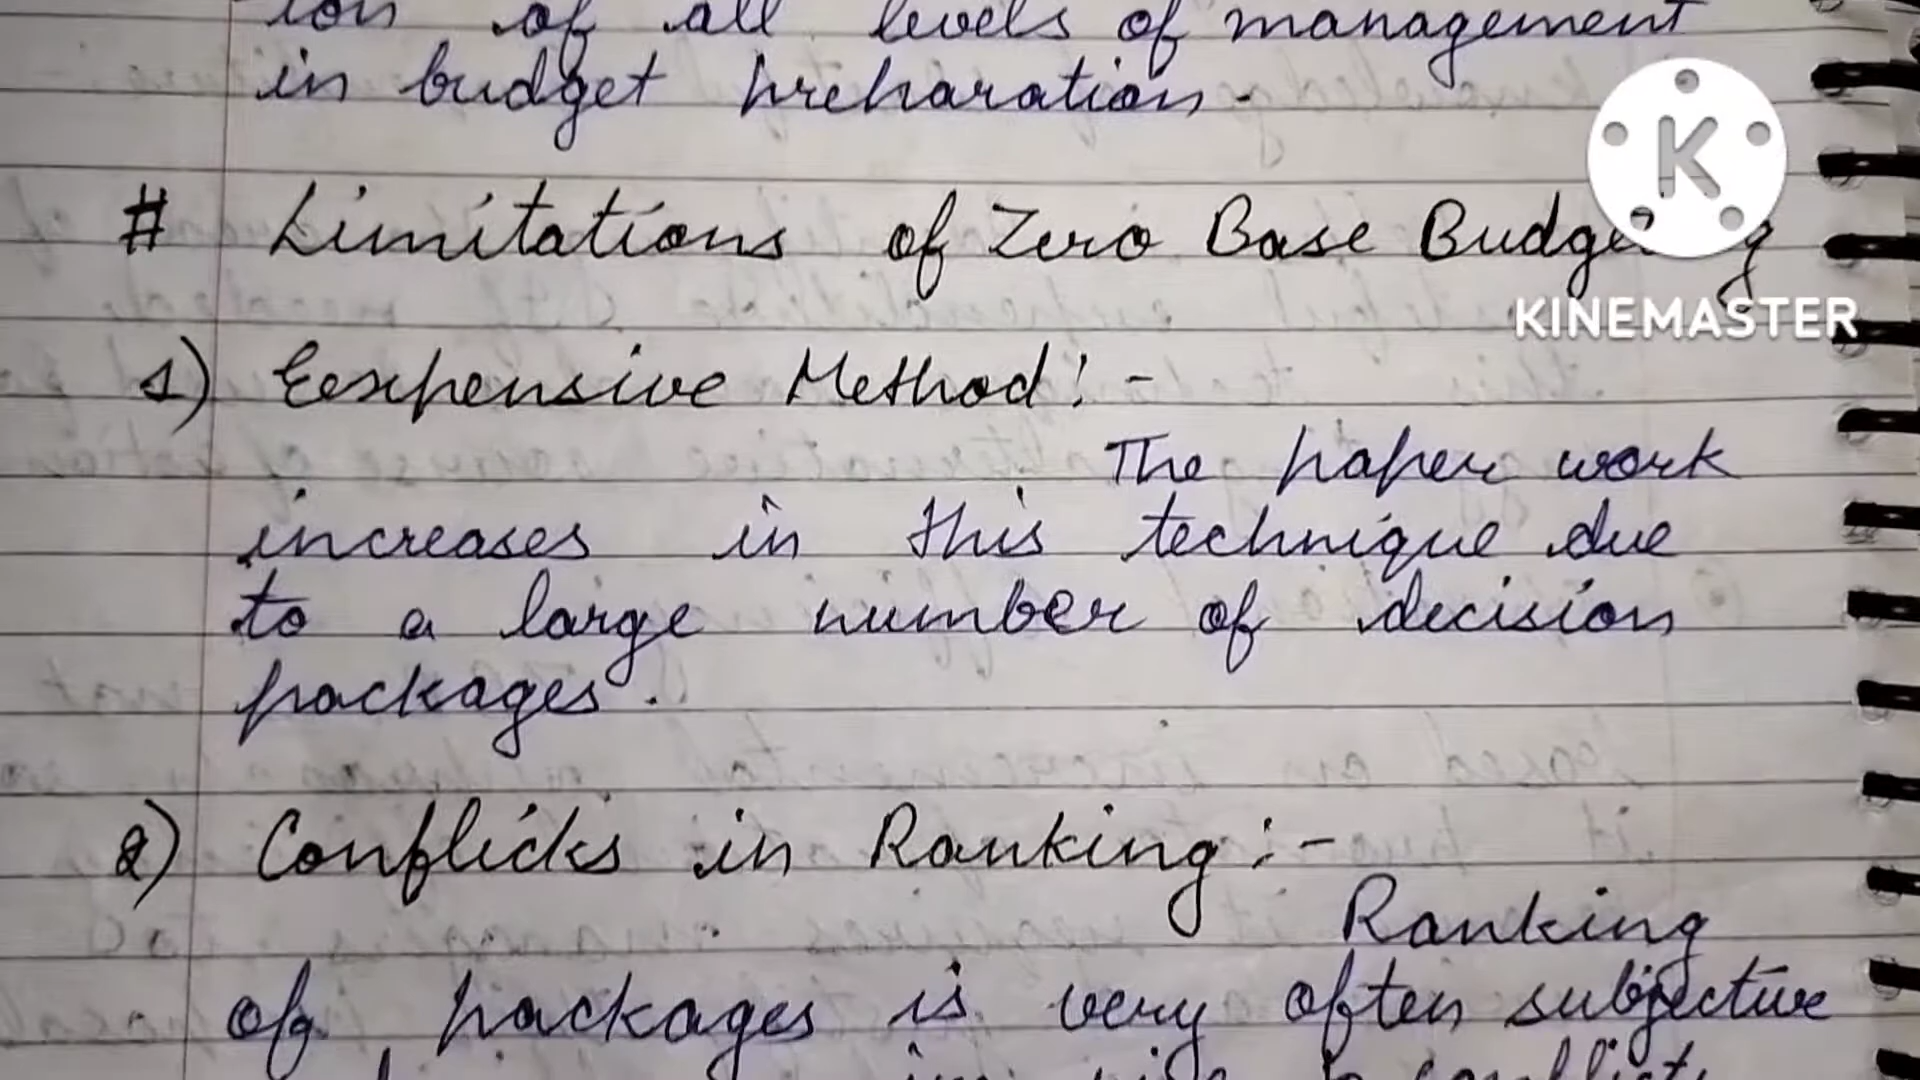 ion of all levels of management
in budget preparation.
# Limitations of Zero Base
KINEMASTER
1) Expensive Method:-
The paper work
increases in this technique due
to a large number of decision
packages.
2) Conflicks in Ranking:-
Ranking
of packages is very often subjective